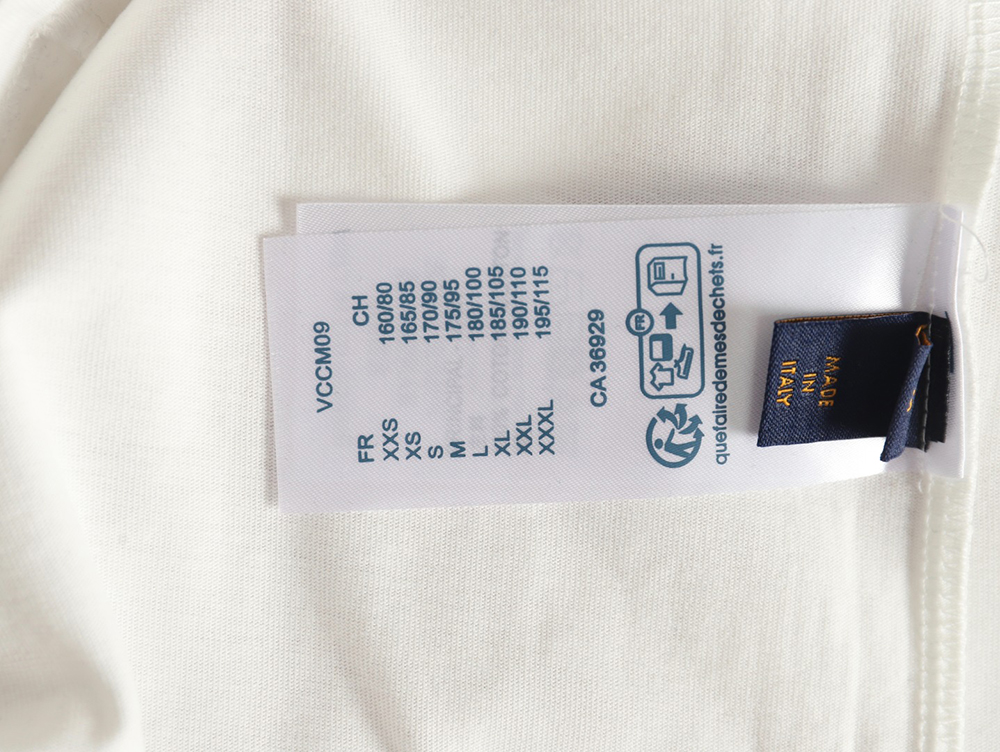 VCCM09
FR CH
XXS 160/80
XS 165/85
S 170/90
M 175/95
L 180/100
XL 185/105
XXL 190/110
XXXL 195/115
CA 36929
FR
quefairedemesdechets.fr
MADE
IN
ITALY